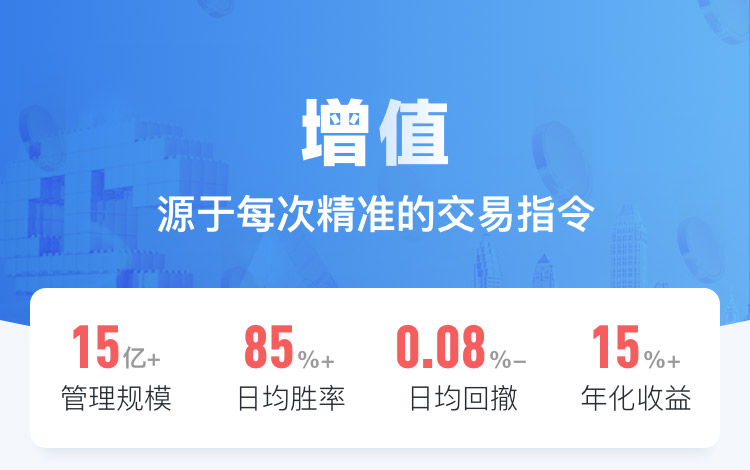 增值
源于每次精准的交易指令
15亿+ 85%+ 0.08%- 15%+
管理规模 日均胜率 日均回撤 年化收益